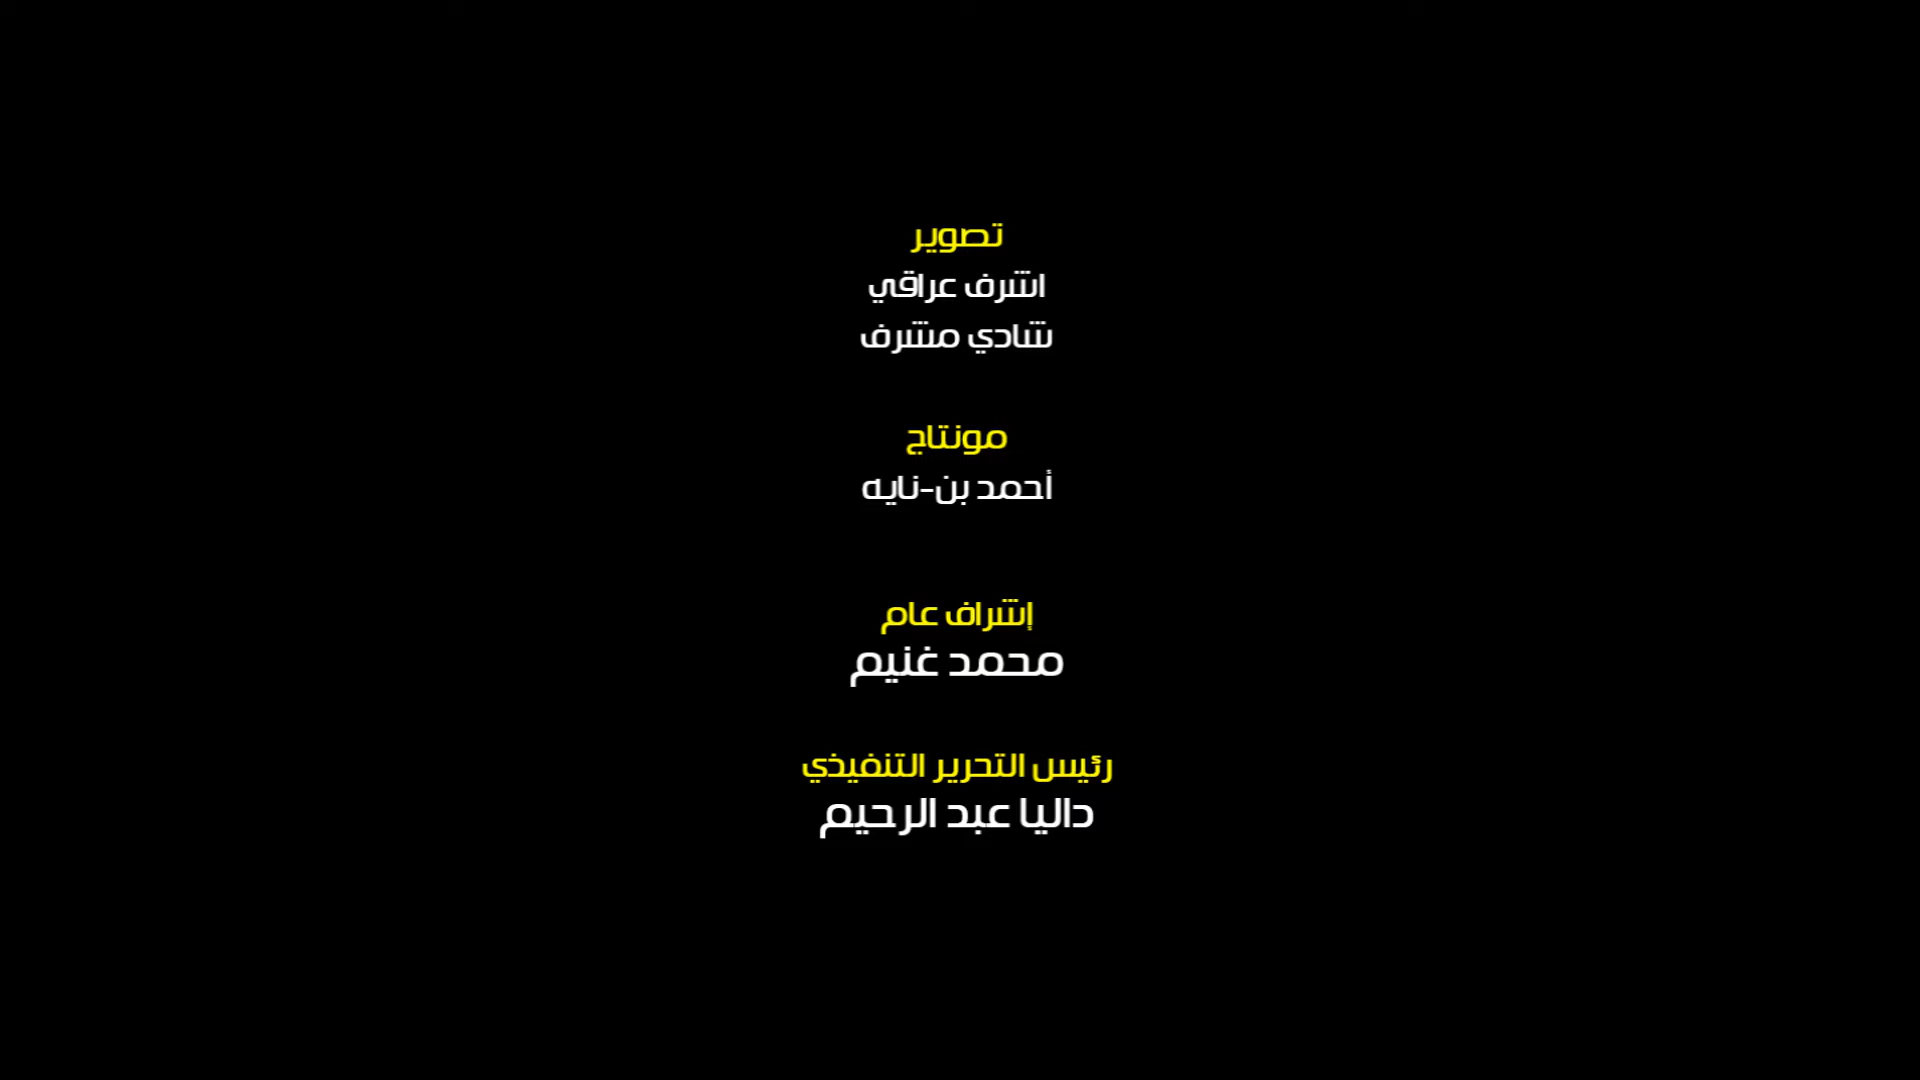 تصوير
اشرف عراقي
شادي مشرف
مونتاج
أحمد بن-نايه
إشراف عام
محمد غنيم
رئيس التحرير التنفيذي
داليا عبد الرحيم